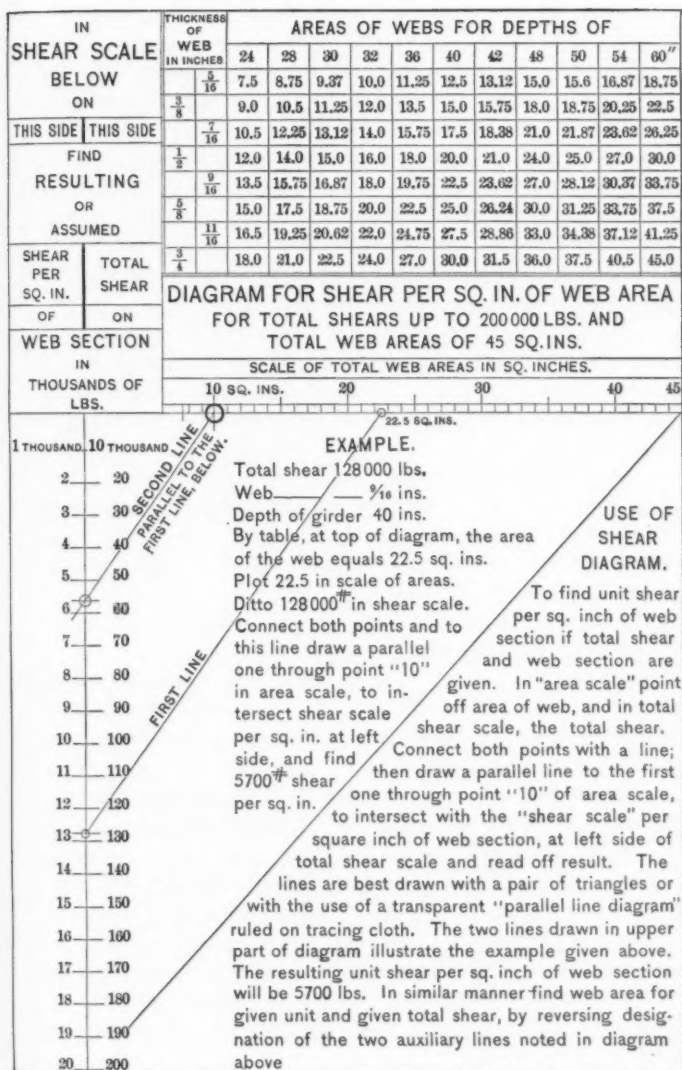 IN
SHEAR SCALE
BELOW
ON
THIS SIDE | THIS SIDE
FIND
RESULTING
OR
ASSUMED
SHEAR PER SQ. IN. | TOTAL SHEAR
OF | ON
WEB SECTION
IN
THOUSANDS OF
LBS.
THICKNESS
OF
WEB
IN INCHES
AREAS OF WEBS FOR DEPTHS OF
24 28 30 32 36 40 42 48 50 54 60"
5/16 7.5 8.75 9.37 10.0 11.25 12.5 13.12 15.0 15.6 16.87 18.75
3/8 9.0 10.5 11.25 12.0 13.5 15.0 15.75 18.0 18.75 20.25 22.5
7/16 10.5 12.25 13.12 14.0 15.75 17.5 18.38 21.0 21.87 23.62 26.25
1/2 12.0 14.0 15.0 16.0 18.0 20.0 21.0 24.0 25.0 27.0 30.0
9/16 13.5 15.75 16.87 18.0 19.75 22.5 23.62 27.0 28.12 30.37 33.75
5/8 15.0 17.5 18.75 20.0 22.5 25.0 26.24 30.0 31.25 33.75 37.5
11/16 16.5 19.25 20.62 22.0 24.75 27.5 28.86 33.0 34.38 37.12 41.25
3/4 18.0 21.0 22.5 24.0 27.0 30.0 31.5 36.0 37.5 40.5 45.0
DIAGRAM FOR SHEAR PER SQ. IN. OF WEB AREA
FOR TOTAL SHEARS UP TO 200000 LBS. AND
TOTAL WEB AREAS OF 45 SQ.INS.
SCALE OF TOTAL WEB AREAS IN SQ. INCHES.
10 SQ. INS. 20 30 40 45
22.5 SQ. INS.
1 THOUSAND 10 THOUSAND
2 20
3 30
4 40
5 50
6 60
7 70
8 80
9 90
10 100
11 110
12 120
13 130
14 140
15 150
16 160
17 170
18 180
19 190
20 200
SECOND LINE
PARALLEL TO THE
FIRST LINE, BELOW.
FIRST LINE
EXAMPLE.
Total shear 128000 lbs.
Web 9/16 ins.
Depth of girder 40 ins.
By table, at top of diagram, the area
of the web equals 22.5 sq. ins.
Plot 22.5 in scale of areas.
Ditto 128000# in shear scale.
Connect both points and to
this line draw a parallel
one through point "10"
in area scale, to in-
tersect shear scale
per sq. in. at left
side, and find
5700# shear
per sq. in.
USE OF
SHEAR
DIAGRAM.
To find unit shear
per sq. inch of web
section if total shear
and web section are
given. In "area scale" point
off area of web, and in total
shear scale, the total shear.
Connect both points with a line;
then draw a parallel line to the first
one through point "10" of area scale,
to intersect with the "shear scale" per
square inch of web section, at left side of
total shear scale and read off result. The
lines are best drawn with a pair of triangles or
with the use of a transparent "parallel line diagram"
ruled on tracing cloth. The two lines drawn in upper
part of diagram illustrate the example given above.
The resulting unit shear per sq. inch of web section
will be 5700 lbs. In similar manner find web area for
given unit and given total shear, by reversing desig-
nation of the two auxiliary lines noted in diagram
above